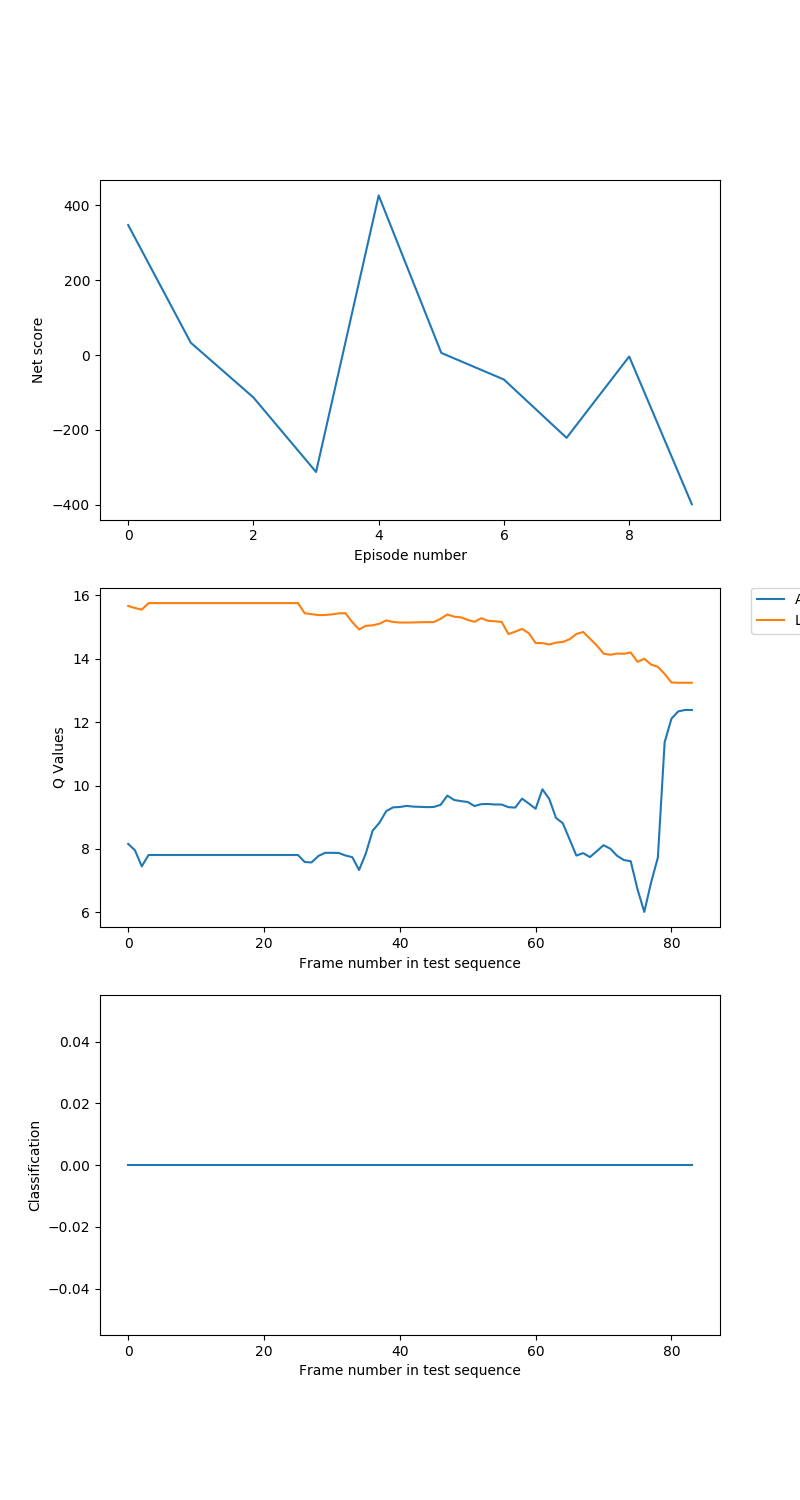 400
200
0
−200
−400
Net score
0 2 4 6 8
Episode number
16
14
12
10
8
6
Q Values
0 20 40 60 80
Frame number in test sequence
0.04
0.02
0.00
−0.02
−0.04
Classification
0 20 40 60 80
Frame number in test sequence